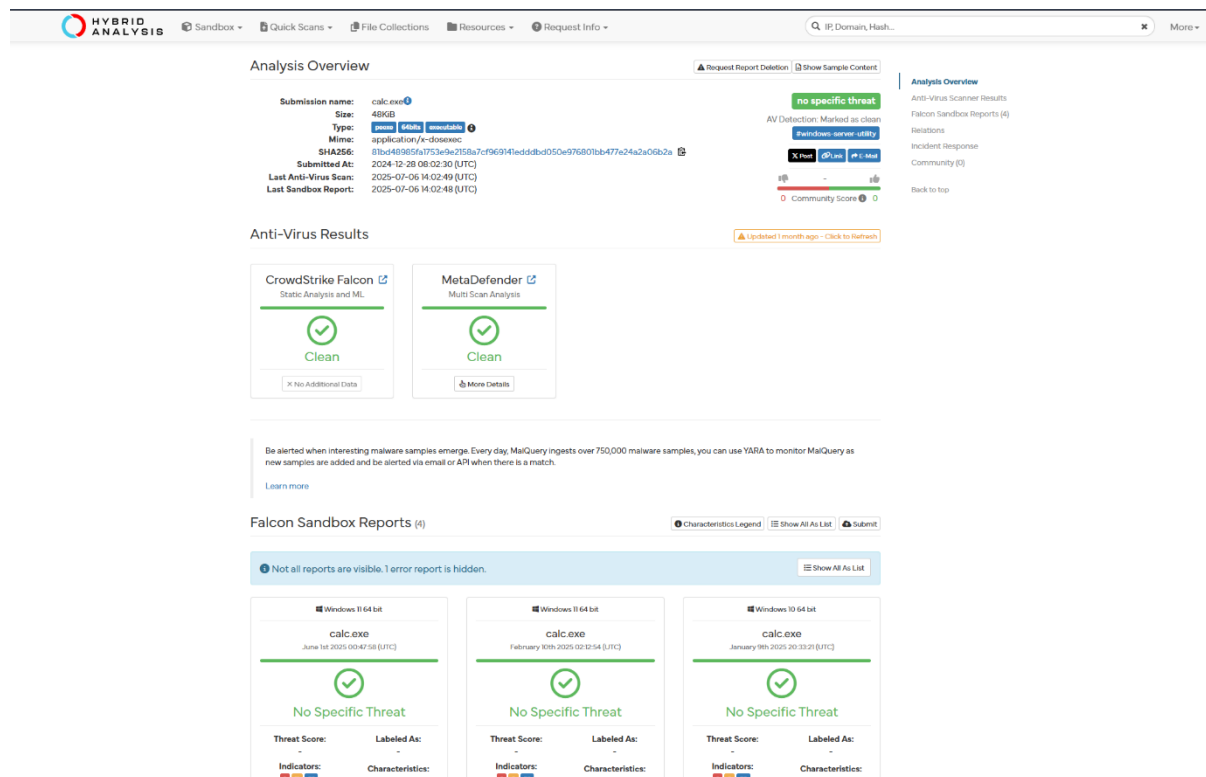 HYBRID
ANALYSIS
Sandbox
Quick Scans
File Collections
Resources
Request Info
IP, Domain, Hash...
More
Analysis Overview
Request Report Deletion
Show Sample Content
Submission name: calc.exe
Size: 48KiB
Type: peexe 64bits executable
Mime: application/x-dosexec
SHA256: 81bd48985fa1753e9e2158a7cf969141edddbd050e976801bb477e24a2a06b2a
Submitted At: 2024-12-28 08:02:30 (UTC)
Last Anti-Virus Scan: 2025-07-06 14:02:49 (UTC)
Last Sandbox Report: 2025-07-06 14:02:48 (UTC)
no specific threat
AV Detection: Marked as clean
#windows-server-utility
X Post
Link
E-Mail
-
0 Community Score 0
Analysis Overview
Anti-Virus Scanner Results
Falcon Sandbox Reports (4)
Relations
Incident Response
Community (0)
Back to top
Anti-Virus Results
Updated 1 month ago - Click to Refresh
CrowdStrike Falcon
Static Analysis and ML
Clean
No Additional Data
MetaDefender
Multi Scan Analysis
Clean
More Details
Be alerted when interesting malware samples emerge. Every day, MalQuery ingests over 750,000 malware samples, you can use YARA to monitor MalQuery as
new samples are added and be alerted via email or API when there is a match.
Learn more
Falcon Sandbox Reports (4)
Characteristics Legend
Show All As List
Submit
Not all reports are visible. 1 error report is hidden.
Show All As List
Windows 11 64 bit
calc.exe
June 1st 2025 00:47:58 (UTC)
No Specific Threat
Threat Score: Labeled As:
- -
Indicators: Characteristics:
Windows 11 64 bit
calc.exe
February 10th 2025 02:12:54 (UTC)
No Specific Threat
Threat Score: Labeled As:
- -
Indicators: Characteristics:
Windows 10 64 bit
calc.exe
January 9th 2025 20:33:21 (UTC)
No Specific Threat
Threat Score: Labeled As:
- -
Indicators: Characteristics: